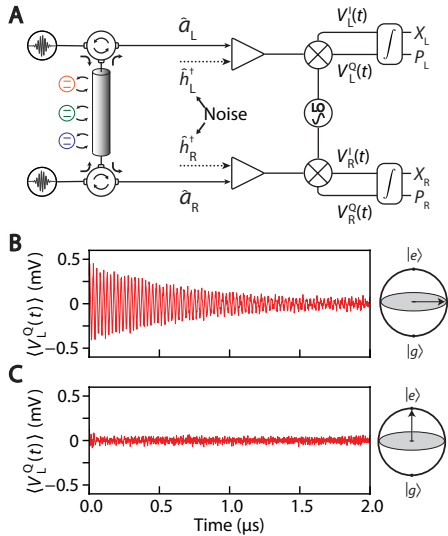 A
â_L
V_L^I(t)
X_L
P_L
V_L^Q(t)
ĥ_L^†
Noise
LO
ĥ_R^†
V_R^I(t)
X_R
P_R
â_R
V_R^Q(t)
B
⟨V_L^Q(t)⟩ (mV)
0.5
0
−0.5
|e⟩
|g⟩
C
⟨V_L^Q(t)⟩ (mV)
0.5
0
−0.5
|e⟩
|g⟩
0.0 0.5 1.0 1.5 2.0
Time (μs)